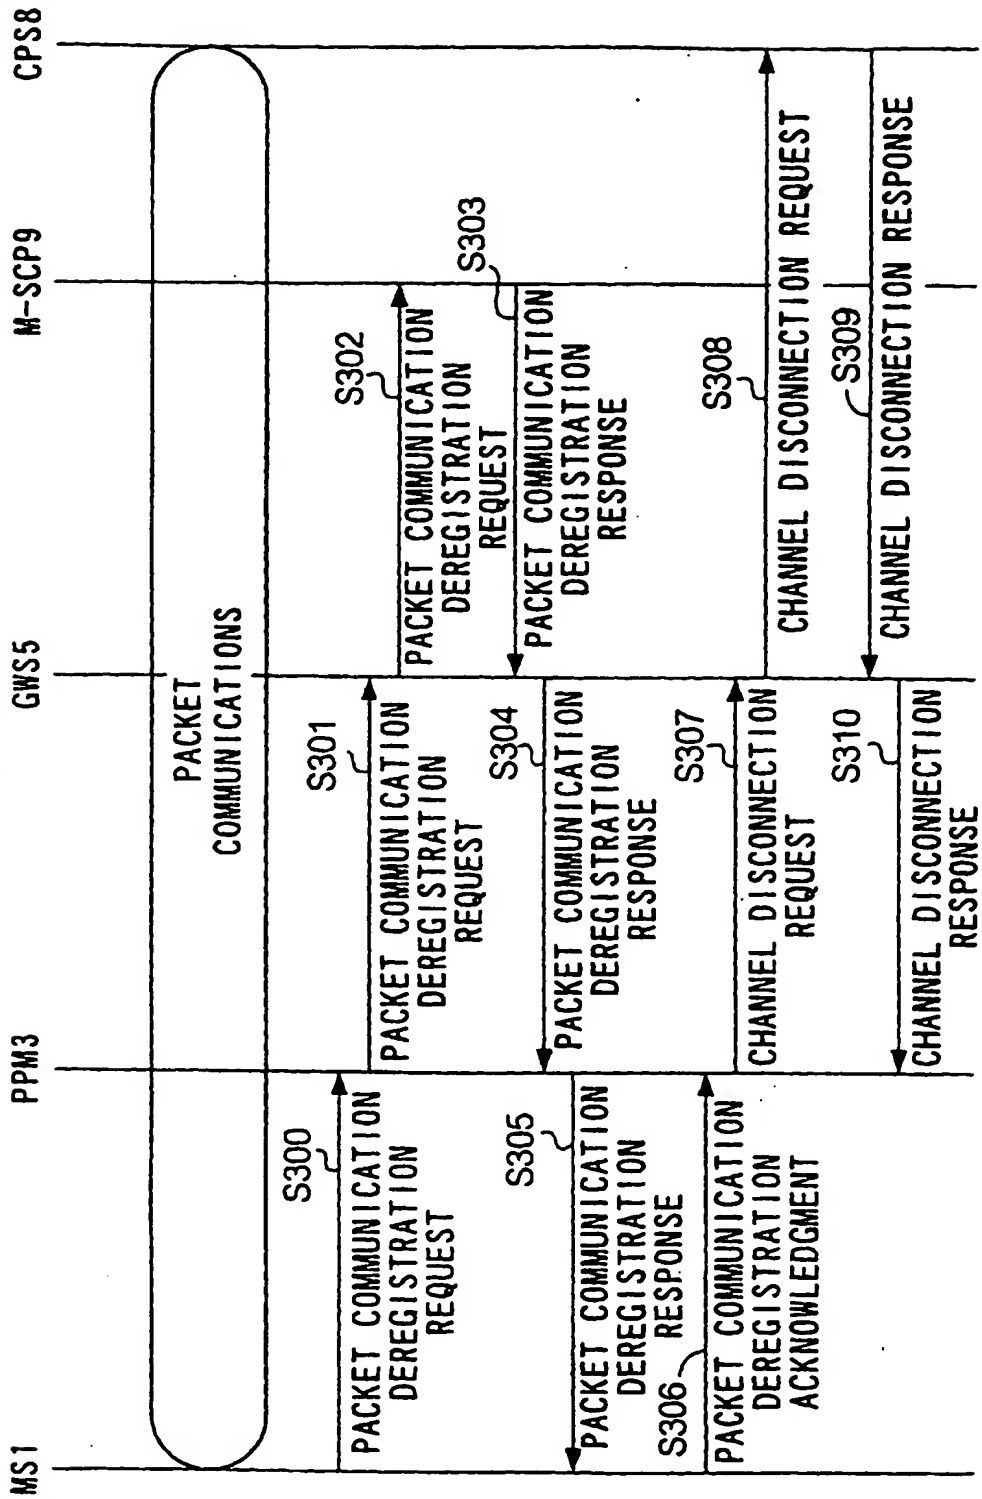 MS1
PPM3
GWS5
M-SCP9
CPS8
PACKET
COMMUNICATIONS
S300
PACKET COMMUNICATION
DEREGISTRATION
REQUEST
S301
PACKET COMMUNICATION
DEREGISTRATION
REQUEST
S302
PACKET COMMUNICATION
DEREGISTRATION
REQUEST
S303
PACKET COMMUNICATION
DEREGISTRATION
RESPONSE
S304
PACKET COMMUNICATION
DEREGISTRATION
RESPONSE
S305
PACKET COMMUNICATION
DEREGISTRATION
RESPONSE
S306
PACKET COMMUNICATION
DEREGISTRATION
ACKNOWLEDGMENT
S307
CHANNEL DISCONNECTION
REQUEST
S308
CHANNEL DISCONNECTION REQUEST
S309
CHANNEL DISCONNECTION RESPONSE
S310
CHANNEL DISCONNECTION
RESPONSE